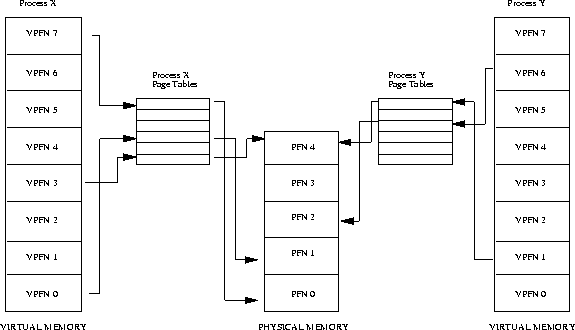 Process X
Process Y
VPFN 7
VPFN 6
VPFN 5
VPFN 4
VPFN 3
VPFN 2
VPFN 1
VPFN 0
VIRTUAL MEMORY
Process X
Page Tables
PFN 4
PFN 3
PFN 2
PFN 1
PFN 0
PHYSICAL MEMORY
Process Y
Page Tables
VPFN 7
VPFN 6
VPFN 5
VPFN 4
VPFN 3
VPFN 2
VPFN 1
VPFN 0
VIRTUAL MEMORY